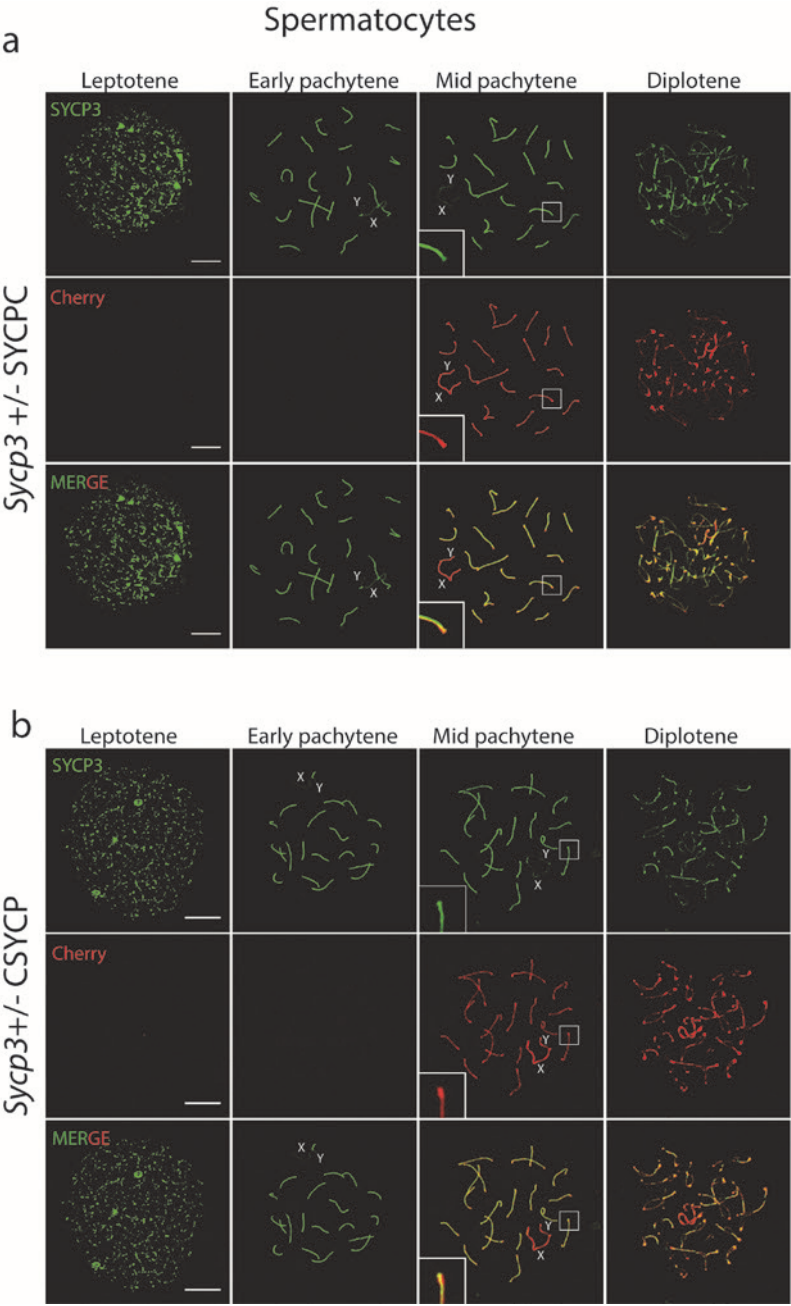 Spermatocytes
a
Leptotene Early pachytene Mid pachytene Diplotene
Sycp3 +/- SYCPC
SYCP3
Y
X
Y
X
Cherry
Y
X
MERGE
Y
X
Y
X
b
Leptotene Early pachytene Mid pachytene Diplotene
Sycp3+/- CSYCP
SYCP3
X
Y
Y
X
Cherry
Y
X
MERGE
X
Y
Y
X